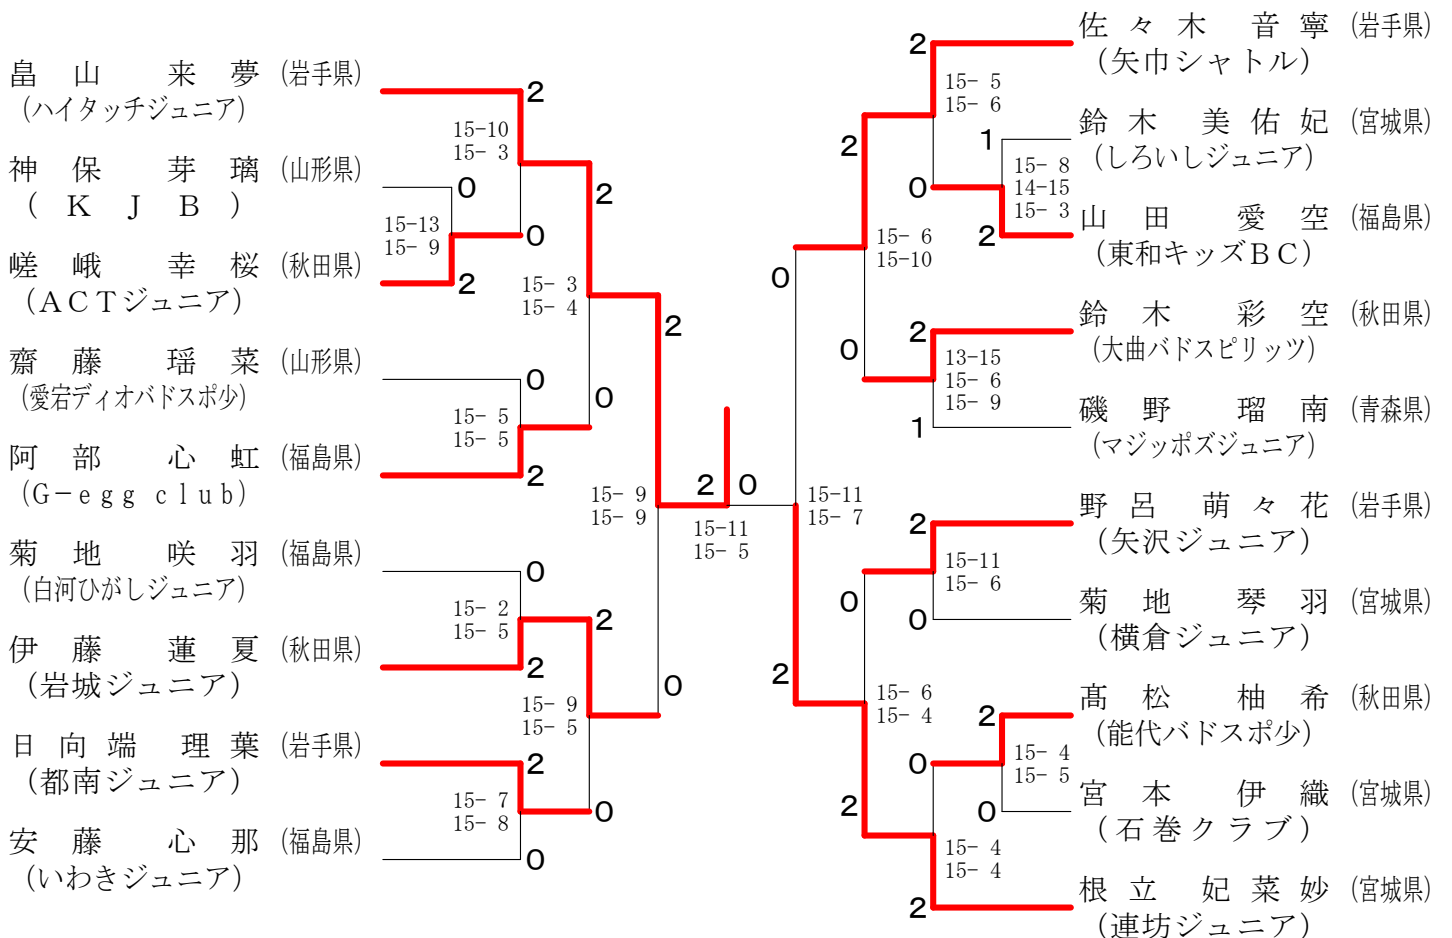 畠山 来夢 (岩手県)
(ハイタッチジュニア)
2
15-10
15- 3
神保 芽璃 (山形県)
(KJB)
0
15-13
15- 9
0
嵯峨 幸桜 (秋田県)
(ACTジュニア)
2
2
15- 3
15- 4
齋藤 瑶菜 (山形県)
(愛宕ディオバドスポ少)
0
15- 5
15- 5
0
阿部 心虹 (福島県)
(G-egg club)
2
2
15- 9
15- 9
菊地 咲羽 (福島県)
(白河ひがしジュニア)
0
15- 2
15- 5
2
伊藤 蓮夏 (秋田県)
(岩城ジュニア)
2
15- 9
15- 5
0
日向端 理葉 (岩手県)
(都南ジュニア)
2
15- 7
15- 8
0
安藤 心那 (福島県)
(いわきジュニア)
0
2 0
15-11
15- 5
佐々木 音寧 (岩手県)
(矢巾シャトル)
2
15- 5
15- 6
鈴木 美佑妃 (宮城県)
(しろいしジュニア)
1
15- 8
14-15
15- 3
2
0
山田 愛空 (福島県)
(東和キッズBC)
2
15- 6
15-10
0
鈴木 彩空 (秋田県)
(大曲バドスピリッツ)
2
13-15
15- 6
15- 9
0
磯野 瑠南 (青森県)
(マジッポズジュニア)
1
15-11
15- 7
野呂 萌々花 (岩手県)
(矢沢ジュニア)
2
15-11
15- 6
0
菊地 琴羽 (宮城県)
(横倉ジュニア)
0
2
15- 6
15- 4
髙松 柚希 (秋田県)
(能代バドスポ少)
2
15- 4
15- 5
0
宮本 伊織 (宮城県)
(石巻クラブ)
0
2
15- 4
15- 4
根立 妃菜妙 (宮城県)
(連坊ジュニア)
2